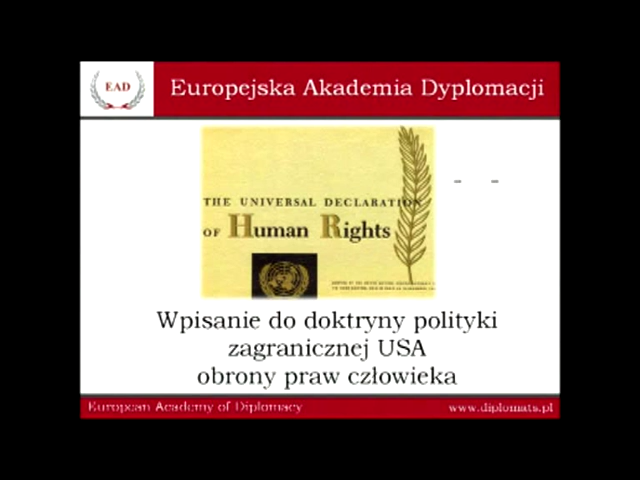 EAD
Europejska Akademia Dyplomacji
THE UNIVERSAL DECLARATION
OF Human Rights
Wpisanie do doktryny polityki
zagranicznej USA
obrony praw człowieka
European Academy of Diplomacy
www.diplomats.pl